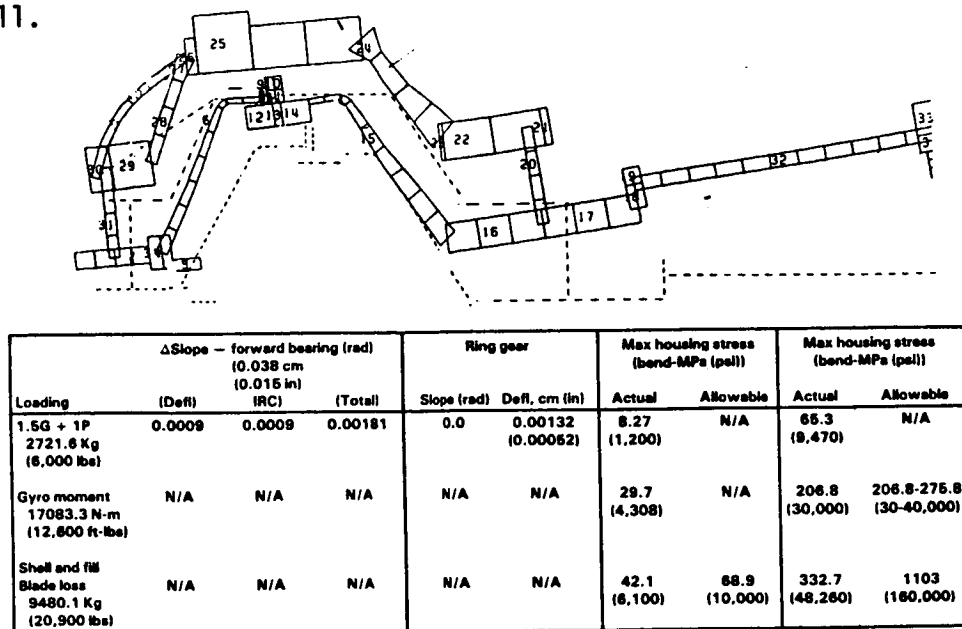 11.
25
24
28
6
12
13
14
15
22
21
20
29
30
31
16
17
32
33
ΔSlope — forward bearing (rad)
(0.038 cm
(0.015 in)
Ring gear
Max housing stress
(bend-MPa (psi))
Max housing stress
(bend-MPa (psi))
Loading
(Defl)
IRC)
(Total)
Slope (rad)
Defl, cm (in)
Actual
Allowable
Actual
Allowable
1.5G + 1P
2721.6 Kg
(6,000 lbs)
0.0009
0.0009
0.00181
0.0
0.00132
(0.00052)
8.27
(1,200)
N/A
65.3
(9,470)
N/A
Gyro moment
17083.3 N-m
(12,600 ft-lbs)
N/A
N/A
N/A
N/A
N/A
29.7
(4,308)
N/A
206.8
(30,000)
206.8-275.8
(30-40,000)
Shell and fill
Blade loss
9480.1 Kg
(20,900 lbs)
N/A
N/A
N/A
N/A
N/A
42.1
(6,100)
68.9
(10,000)
332.7
(48,260)
1103
(160,000)